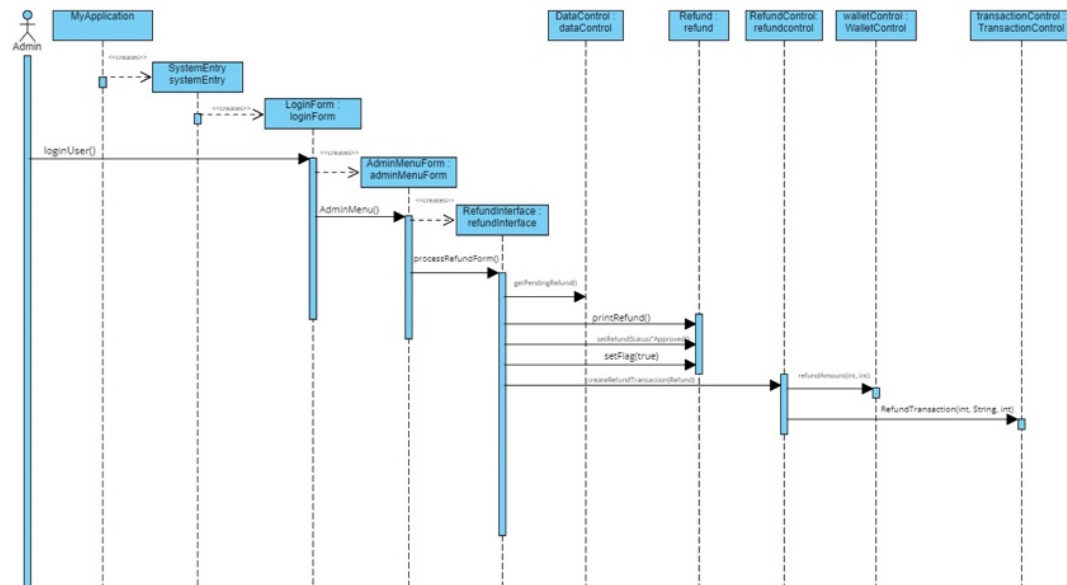 MyApplication
DataControl :
dataControl
Refund :
refund
RefundControl:
refundcontrol
walletControl :
WalletControl
transactionControl :
TransactionControl
Admin
<<creates>>
SystemEntry
systemEntry
<<creates>>
LoginForm :
loginForm
loginUser()
<<creates>>
AdminMenuForm :
adminMenuForm
<<creates>>
AdminMenu()
RefundInterface :
refundInterface
processRefundForm()
getPendingRefund()
printRefund()
setRefundStatus("Approved)
setFlag(true)
createRefundTransaction(Refund)
refundAmount(int, int)
RefundTransaction(int, String, int)